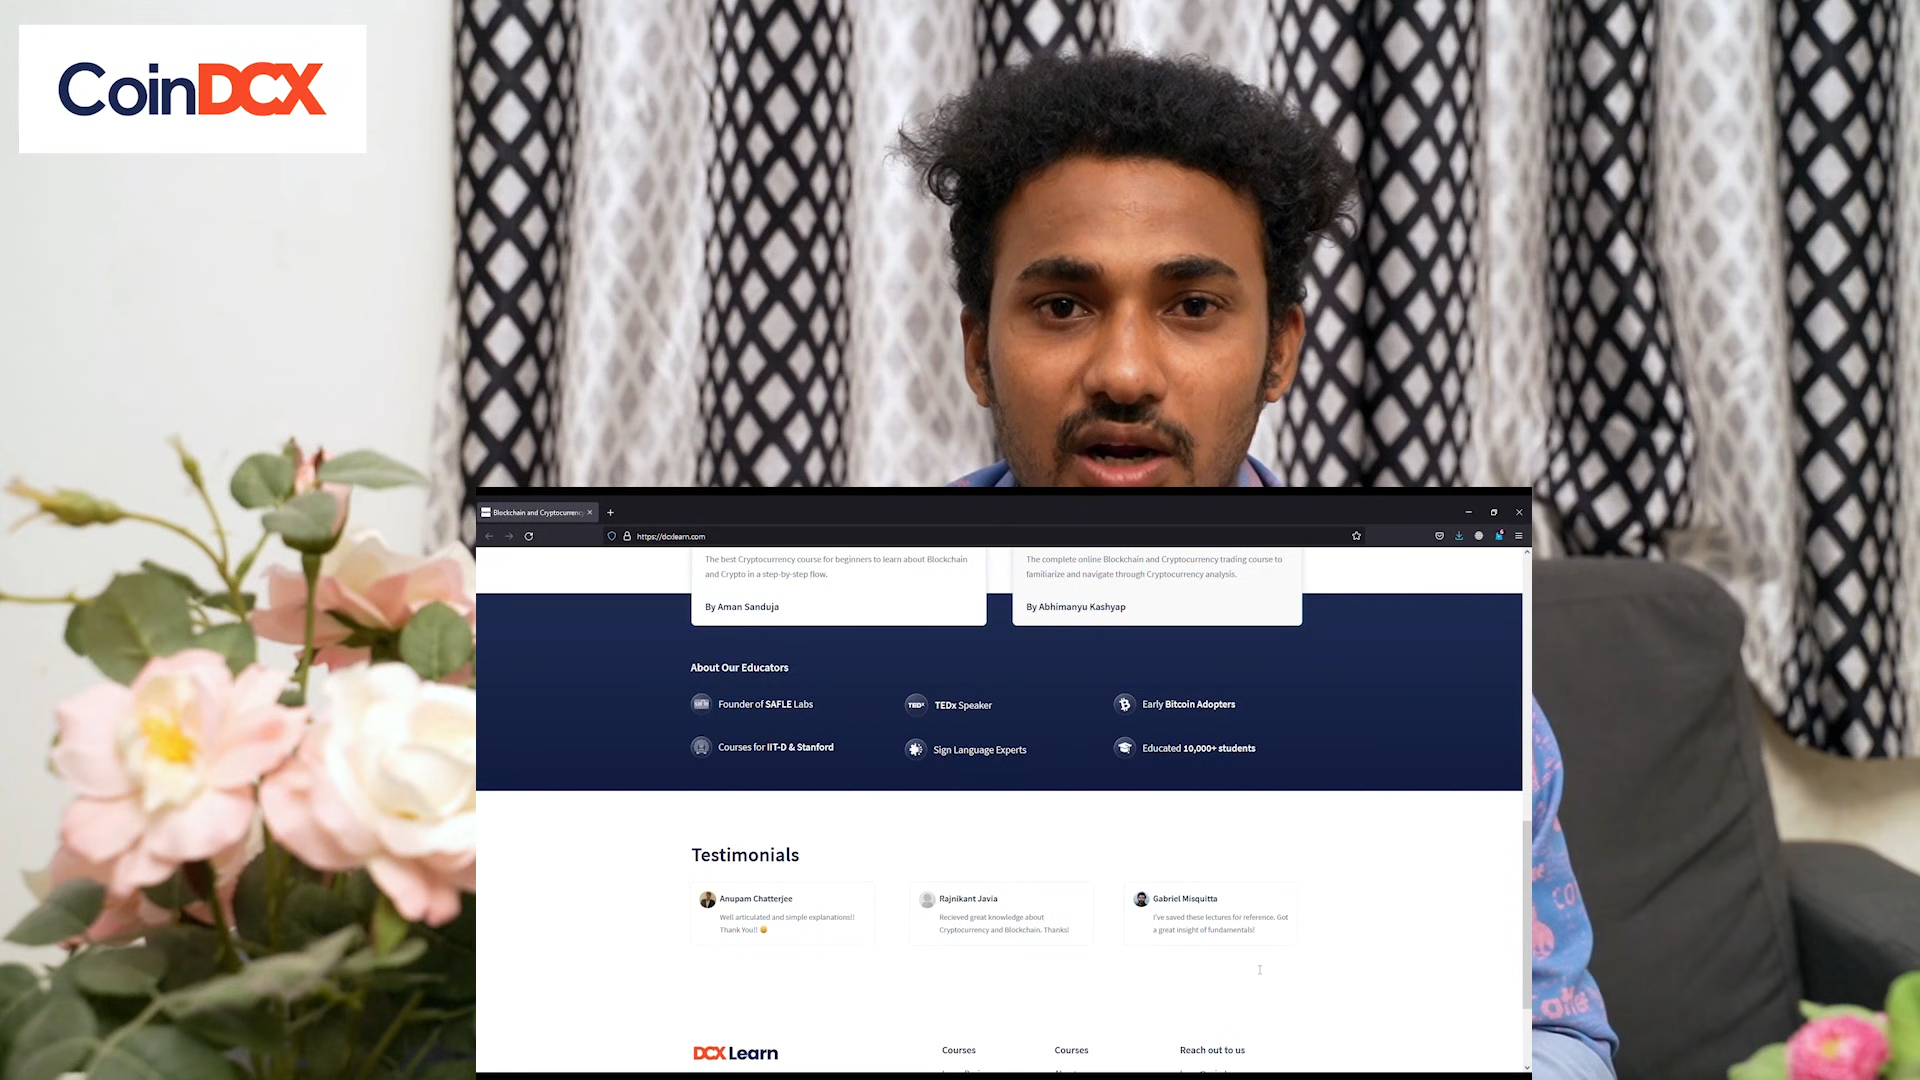 CoinDCX
Blockchain and Cryptocurrency
https://dcxlearn.com
The best Cryptocurrency course for beginners to learn about Blockchain
and Crypto in a step-by-step flow.
By Aman Sanduja
The complete online Blockchain and Cryptocurrency trading course to
familiarize and navigate through Cryptocurrency analysis.
By Abhimanyu Kashyap
About Our Educators
Founder of SAFLE Labs
TEDx
TEDx Speaker
Early Bitcoin Adopters
Courses for IIT-D & Stanford
Sign Language Experts
Educated 10,000+ students
Testimonials
Anupam Chatterjee
Well articulated and simple explanations!!
Thank You!! 😀
Rajnikant Javia
Recieved great knowledge about
Cryptocurrency and Blockchain. Thanks!
Gabriel Misquitta
I've saved these lectures for reference. Got
a great insight of fundamentals!
DCX Learn
Courses
Courses
Reach out to us